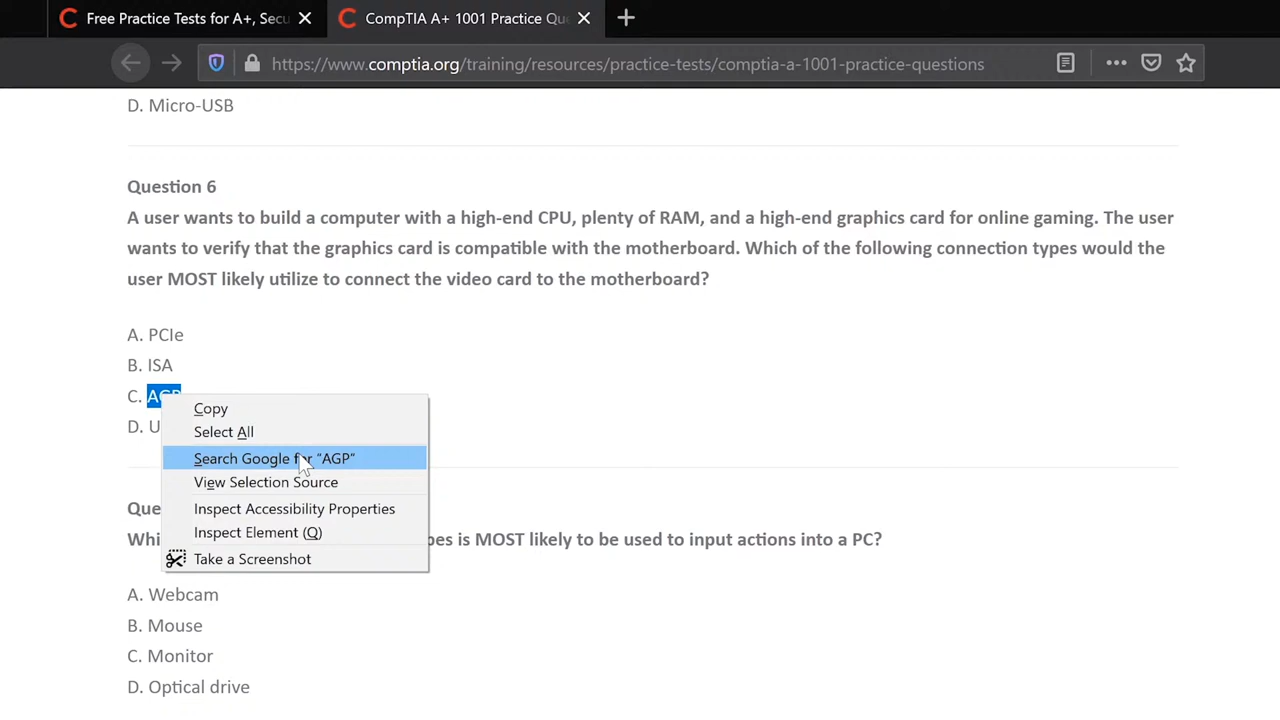 Free Practice Tests for A+, Secu
CompTIA A+ 1001 Practice Que
https://www.comptia.org/training/resources/practice-tests/comptia-a-1001-practice-questions
D. Micro-USB
Question 6
A user wants to build a computer with a high-end CPU, plenty of RAM, and a high-end graphics card for online gaming. The user
wants to verify that the graphics card is compatible with the motherboard. Which of the following connection types would the
user MOST likely utilize to connect the video card to the motherboard?
A. PCIe
B. ISA
C. AGP
D. U
Copy
Select All
Search Google for "AGP"
View Selection Source
Inspect Accessibility Properties
Inspect Element (Q)
Take a Screenshot
Que
Whi pes is MOST likely to be used to input actions into a PC?
A. Webcam
B. Mouse
C. Monitor
D. Optical drive